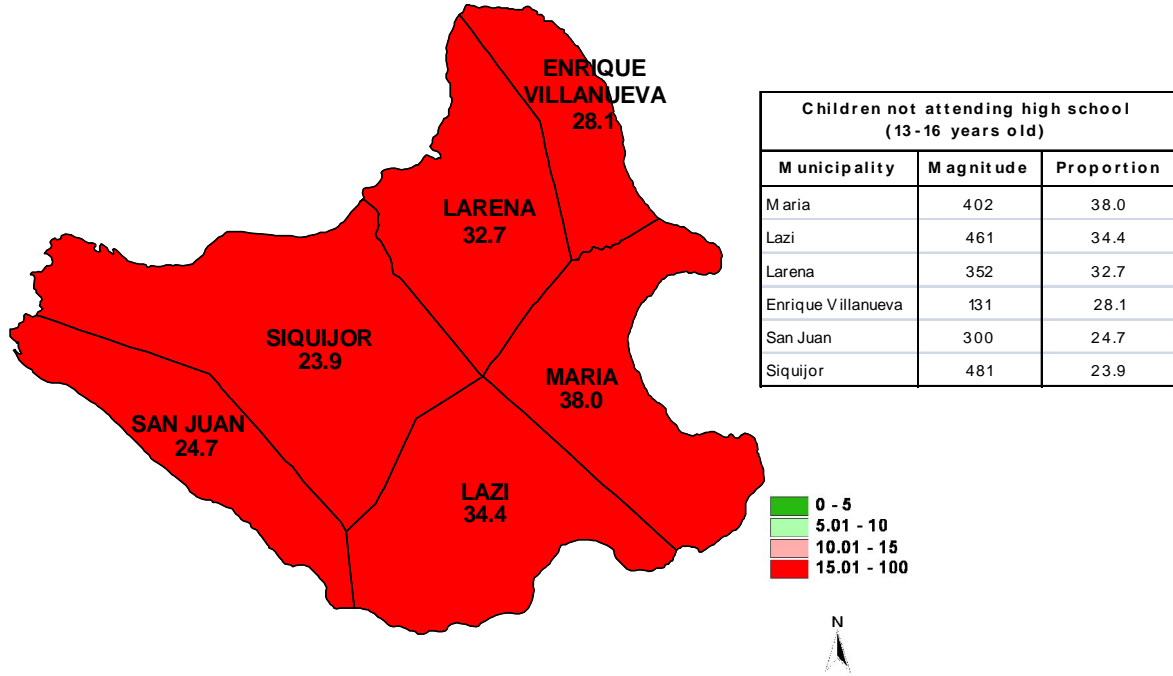 ENRIQUE
VILLANUEVA
28.1
LARENA
32.7
SIQUIJOR
23.9
MARIA
38.0
SAN JUAN
24.7
LAZI
34.4
Children not attending high school
(13-16 years old)
Municipality Magnitude Proportion
Maria 402 38.0
Lazi 461 34.4
Larena 352 32.7
Enrique Villanueva 131 28.1
San Juan 300 24.7
Siquijor 481 23.9
0 - 5
5.01 - 10
10.01 - 15
15.01 - 100
N